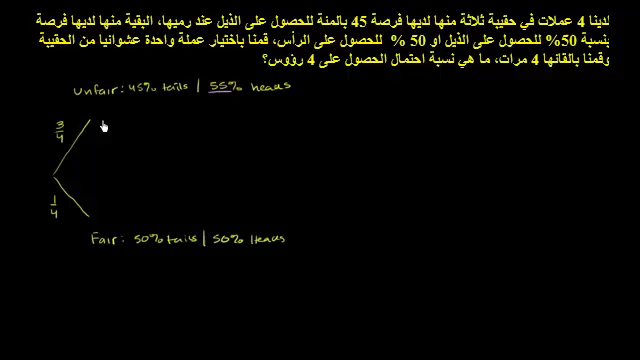 لدينا 4 عملات في حقيبة ثلاثة منها لديها فرصة 45 بالمئة للحصول على الذيل عند رميها، البقية منها لديها فرصة
بنسبة 50% للحصول على الذيل او 50 % للحصول على الرأس، قمنا باختيار عملة واحدة عشوائيا من الحقيبة
وقمنا بالقائها 4 مرات، ما هي نسبة احتمال الحصول على 4 رؤوس؟
Unfair: 45% tails | 55% heads
3/4
1/4
Fair: 50% tails | 50% Heads